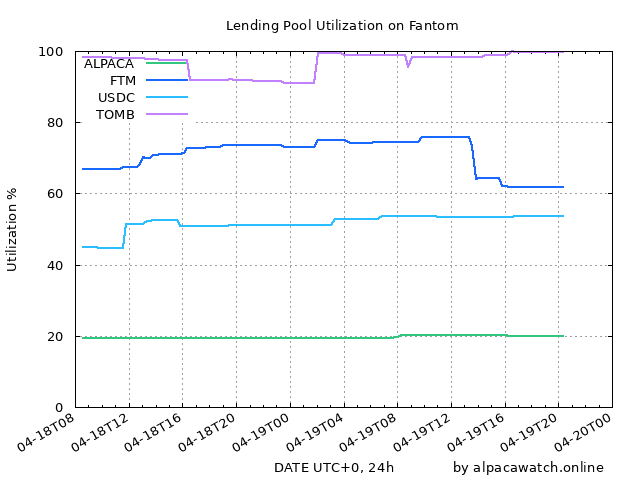 Lending Pool Utilization on Fantom
100
80
60
40
20
0
Utilization %
ALPACA
FTM
USDC
TOMB
04-18T08
04-18T12
04-18T16
04-18T20
04-19T00
04-19T04
04-19T08
04-19T12
04-19T16
04-19T20
04-20T00
DATE UTC+0, 24h
by alpacawatch.online